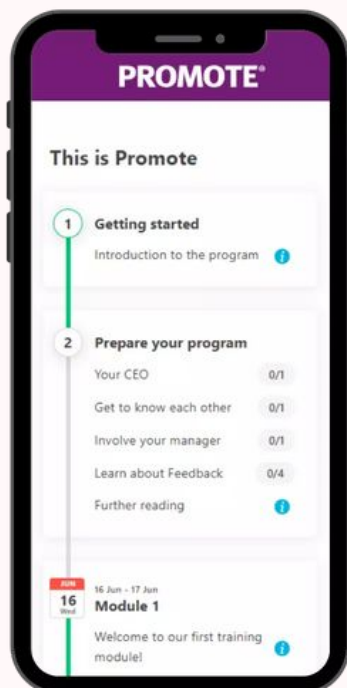 PROMOTE®
This is Promote
1 Getting started
Introduction to the program i
2 Prepare your program
Your CEO 0/1
Get to know each other 0/1
Involve your manager 0/1
Learn about Feedback 0/4
Further reading i
JUN
16
Wed
16 Jun - 17 Jun
Module 1
Welcome to our first training
module! i